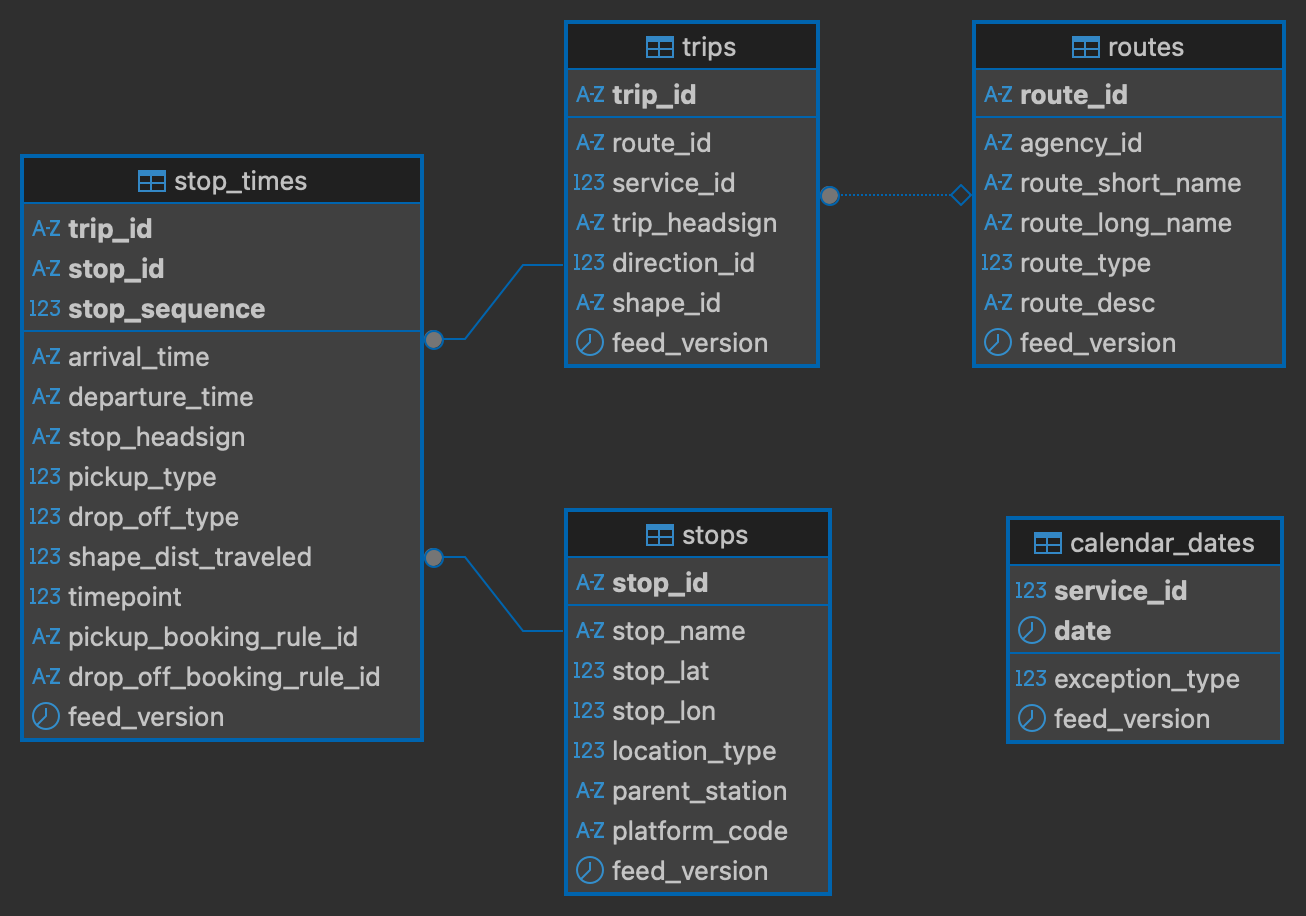 stop_times
A-Z trip_id
A-Z stop_id
123 stop_sequence
A-Z arrival_time
A-Z departure_time
A-Z stop_headsign
123 pickup_type
123 drop_off_type
123 shape_dist_traveled
123 timepoint
A-Z pickup_booking_rule_id
A-Z drop_off_booking_rule_id
feed_version
trips
A-Z trip_id
A-Z route_id
123 service_id
A-Z trip_headsign
123 direction_id
A-Z shape_id
feed_version
routes
A-Z route_id
A-Z agency_id
A-Z route_short_name
A-Z route_long_name
123 route_type
A-Z route_desc
feed_version
stops
A-Z stop_id
A-Z stop_name
123 stop_lat
123 stop_lon
123 location_type
A-Z parent_station
A-Z platform_code
feed_version
calendar_dates
123 service_id
date
123 exception_type
feed_version